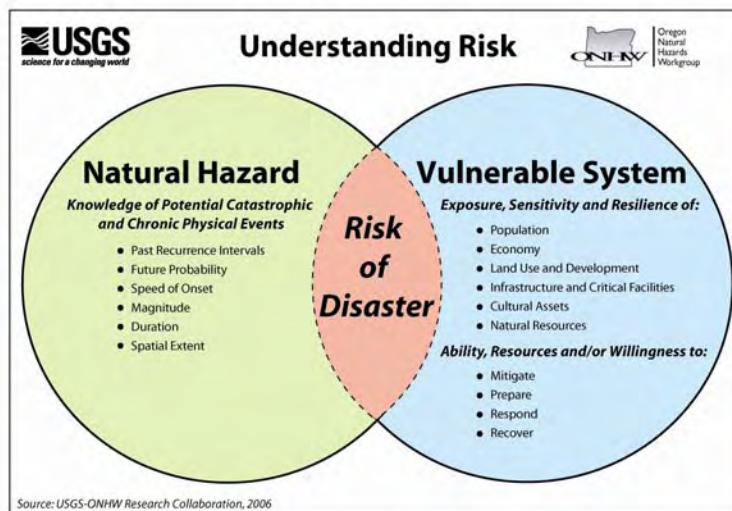 USGS
science for a changing world
Understanding Risk
ONHW
Oregon
Natural
Hazards
Workgroup
Natural Hazard
Knowledge of Potential Catastrophic
and Chronic Physical Events
• Past Recurrence Intervals
• Future Probability
• Speed of Onset
• Magnitude
• Duration
• Spatial Extent
Risk
of
Disaster
Vulnerable System
Exposure, Sensitivity and Resilience of:
• Population
• Economy
• Land Use and Development
• Infrastructure and Critical Facilities
• Cultural Assets
• Natural Resources
Ability, Resources and/or Willingness to:
• Mitigate
• Prepare
• Respond
• Recover
Source: USGS-ONHW Research Collaboration, 2006